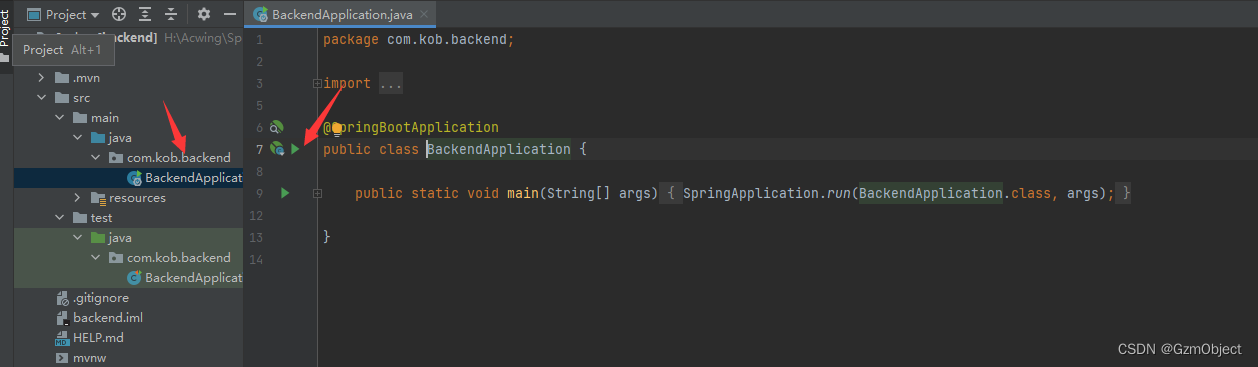 Project
Project
[backend] H:\Acwing\Sp
Project Alt+1
.mvn
src
main
java
com.kob.backend
BackendApplicat
resources
test
java
com.kob.backend
BackendApplicat
.gitignore
backend.iml
HELP.md
mvnw
BackendApplication.java
1 package com.kob.backend;
2
3 import ...
5
6 @SpringBootApplication
7 public class BackendApplication {
8
9 public static void main(String[] args) { SpringApplication.run(BackendApplication.class, args); }
12
13 }
14
CSDN @GzmObject